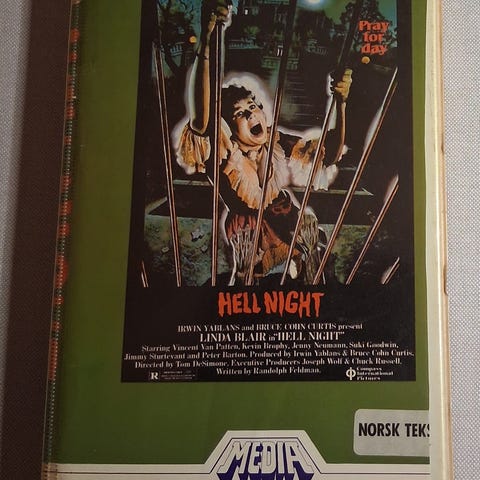 Pray
for
day
HELL NIGHT
IRWIN YABLANS and BRUCE COHN CURTIS present
LINDA BLAIR in "HELL NIGHT"
Starring Vincent Van Patten, Kevin Brophy, Jenny Neumann, Suki Goodwin,
Jimmy Sturtevant and Peter Barton. Produced by Irwin Yablans & Bruce Cohn Curtis.
Directed by Tom DeSimone. Executive Producers Joseph Wolf & Chuck Russell.
Written by Randolph Feldman.
R
Compass
International
Pictures
NORSK TEKS
MEDIA